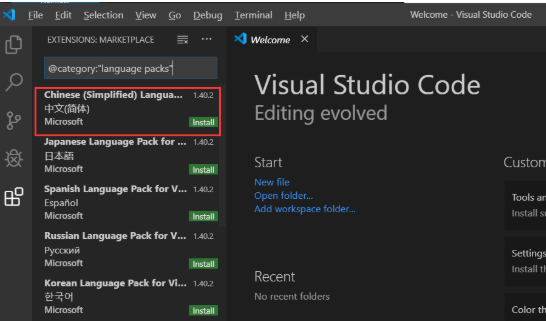 File Edit Selection View Go Debug Terminal Help
Welcome - Visual Studio Code
EXTENSIONS: MARKETPLACE
Welcome
@category:"language packs"
Chinese (Simplified) Langua... 1.40.2
中文(简体)
Microsoft
Install
Japanese Language Pack for ... 1.40.2
日本語
Microsoft
Install
Spanish Language Pack for V... 1.40.2
Español
Microsoft
Install
Russian Language Pack for V... 1.40.2
Русский
Microsoft
Install
Korean Language Pack for Vi... 1.40.2
한국어
Microsoft
Install
Visual Studio Code
Editing evolved
Start
New file
Open folder...
Add workspace folder...
Recent
No recent folders
Custom
Tools an
Install su
Settings
Install th
Color th